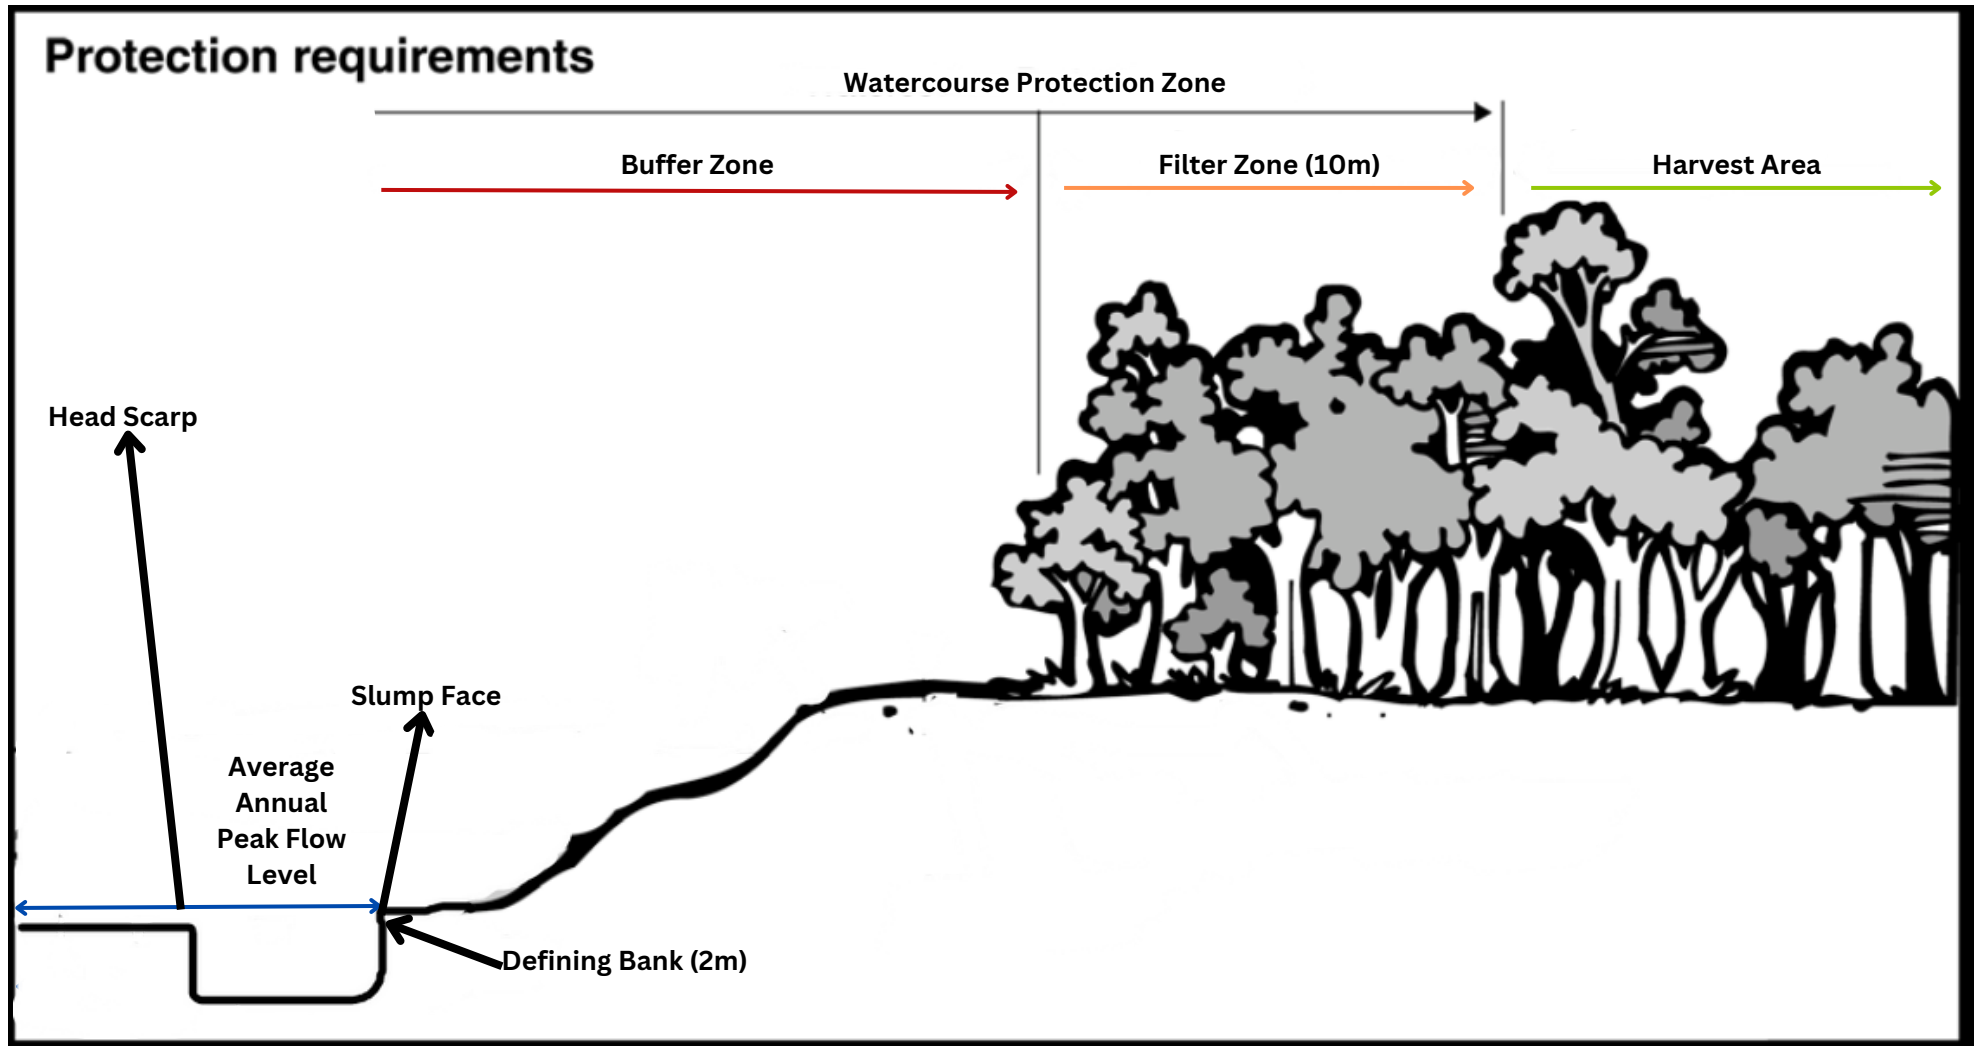 Protection requirements
Watercourse Protection Zone
Buffer Zone
Filter Zone (10m)
Harvest Area
Head Scarp
Slump Face
Average
Annual
Peak Flow
Level
Defining Bank (2m)